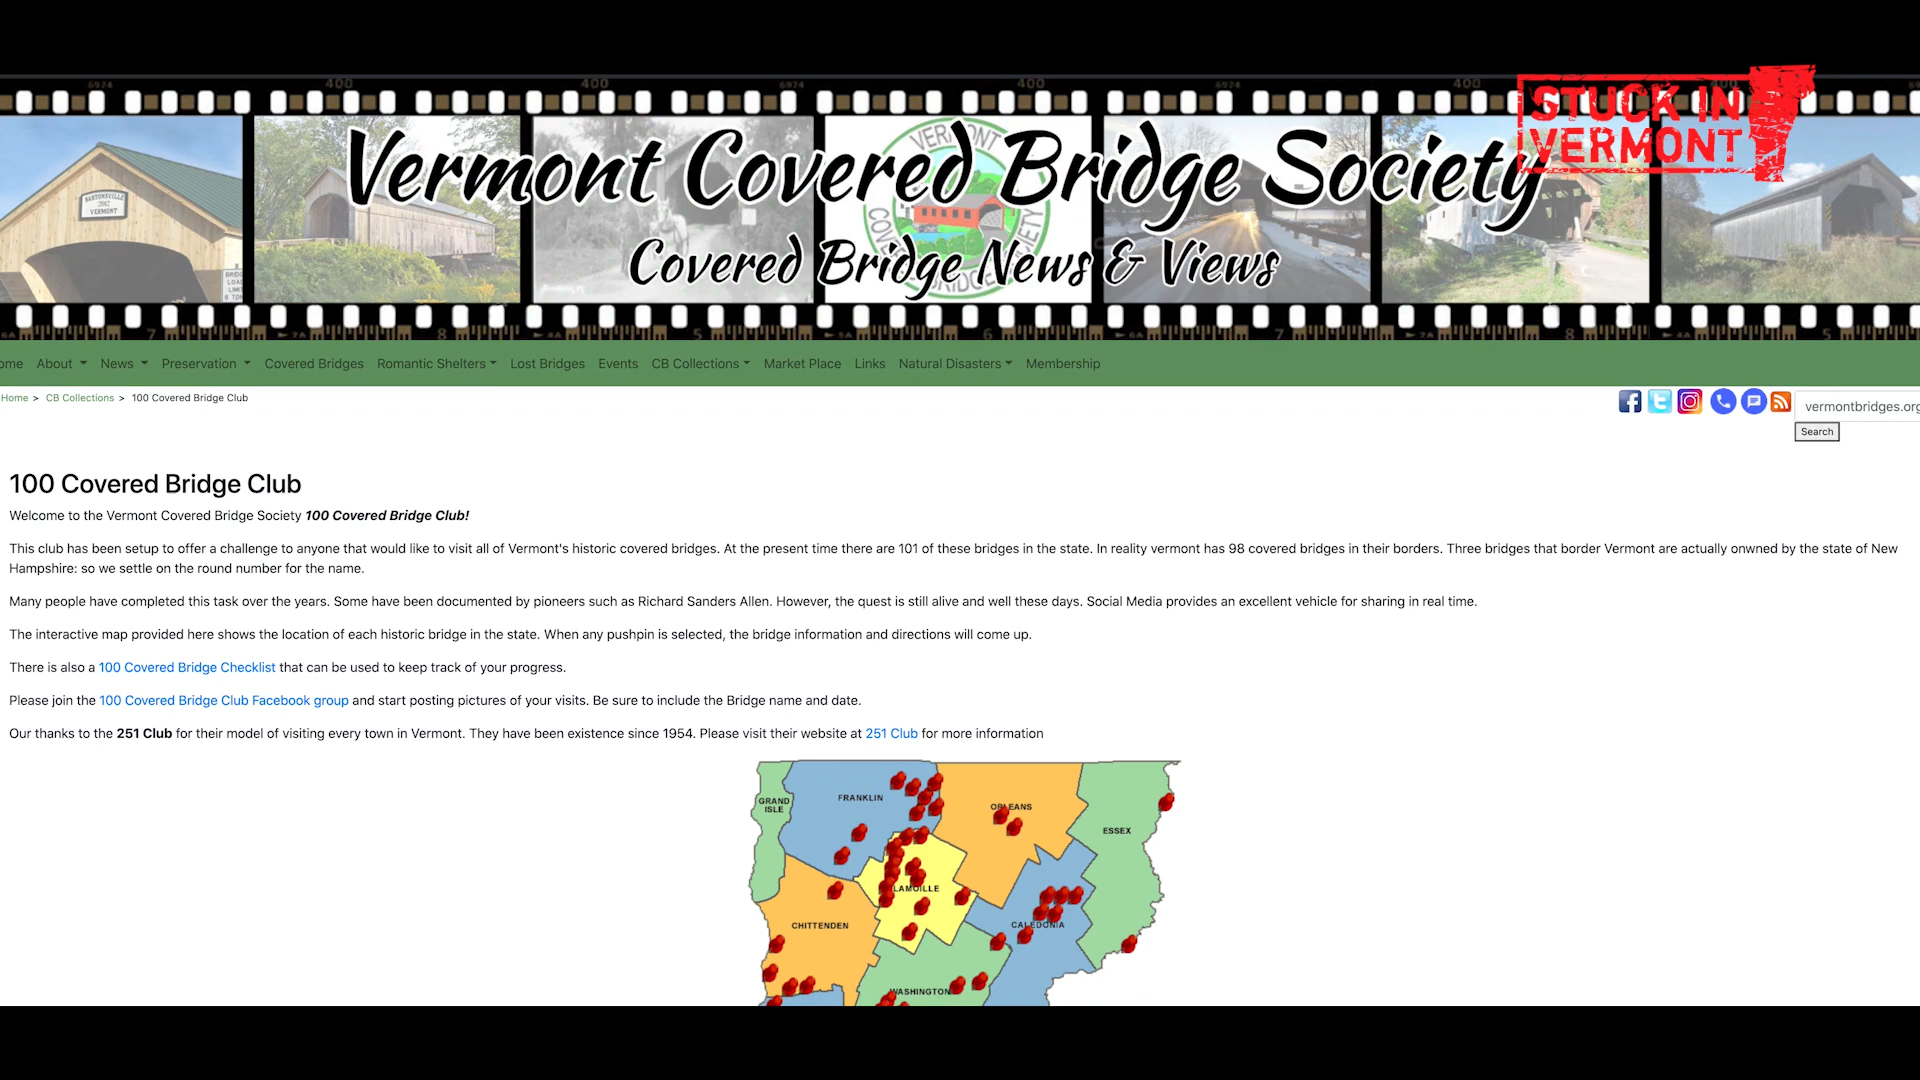 STUCK IN
VERMONT
Vermont Covered Bridge Society
Covered Bridge News & Views
BARTONSVILLE
2012
VERMONT
VERMONT
COVERED
BRIDGE
SOCIETY
ome About News Preservation Covered Bridges Romantic Shelters Lost Bridges Events CB Collections Market Place Links Natural Disasters Membership
Home > CB Collections > 100 Covered Bridge Club
vermontbridges.org
Search
100 Covered Bridge Club
Welcome to the Vermont Covered Bridge Society 100 Covered Bridge Club!
This club has been setup to offer a challenge to anyone that would like to visit all of Vermont's historic covered bridges. At the present time there are 101 of these bridges in the state. In reality vermont has 98 covered bridges in their borders. Three bridges that border Vermont are actually onwned by the state of New
Hampshire: so we settle on the round number for the name.
Many people have completed this task over the years. Some have been documented by pioneers such as Richard Sanders Allen. However, the quest is still alive and well these days. Social Media provides an excellent vehicle for sharing in real time.
The interactive map provided here shows the location of each historic bridge in the state. When any pushpin is selected, the bridge information and directions will come up.
There is also a 100 Covered Bridge Checklist that can be used to keep track of your progress.
Please join the 100 Covered Bridge Club Facebook group and start posting pictures of your visits. Be sure to include the Bridge name and date.
Our thanks to the 251 Club for their model of visiting every town in Vermont. They have been existence since 1954. Please visit their website at 251 Club for more information
GRAND
ISLE
FRANKLIN
ORLEANS
ESSEX
LAMOILLE
CHITTENDEN
CALEDONIA
WASHINGTON